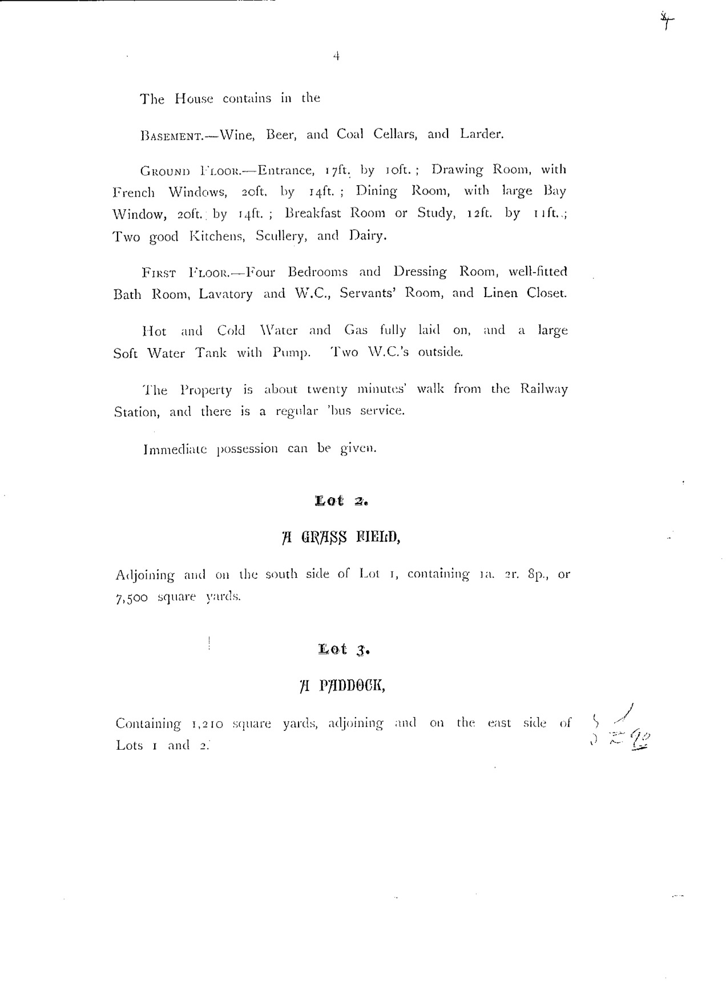 4
4
The House contains in the
BASEMENT.—Wine, Beer, and Coal Cellars, and Larder.
GROUND FLOOR.—Entrance, 17ft. by 10ft. ; Drawing Room, with
French Windows, 20ft. by 14ft. ; Dining Room, with large Bay
Window, 20ft. by 14ft. ; Breakfast Room or Study, 12ft. by 11ft. ;
Two good Kitchens, Scullery, and Dairy.
FIRST FLOOR.—Four Bedrooms and Dressing Room, well-fitted
Bath Room, Lavatory and W.C., Servants' Room, and Linen Closet.
Hot and Cold Water and Gas fully laid on, and a large
Soft Water Tank with Pump. Two W.C.'s outside.
The Property is about twenty minutes' walk from the Railway
Station, and there is a regular 'bus service.
Immediate possession can be given.
Lot 2.
A GRASS FIELD,
Adjoining and on the south side of Lot 1, containing 1a. 2r. 8p., or
7,500 square yards.
Lot 3.
A PADDOCK,
Containing 1,210 square yards, adjoining and on the east side of
Lots 1 and 2.